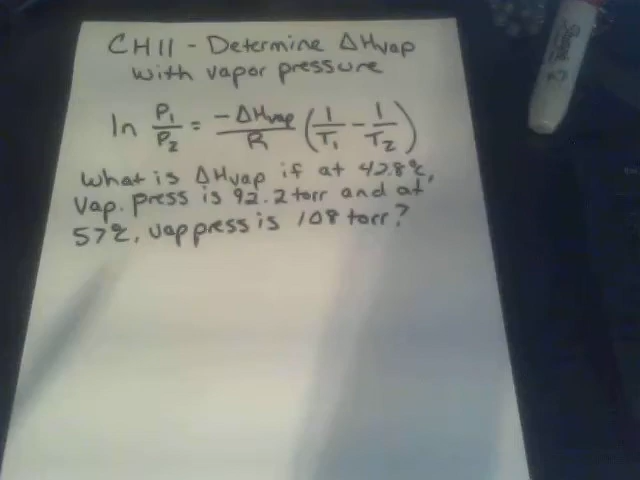 CH11 - Determine ΔHvap
with vapor pressure
ln P₁/P₂ = -ΔHvap/R (1/T₁ - 1/T₂)
What is ΔHvap if at 42.8°C,
Vap. press is 92.2 torr and at
57°C, vap press is 108 torr?